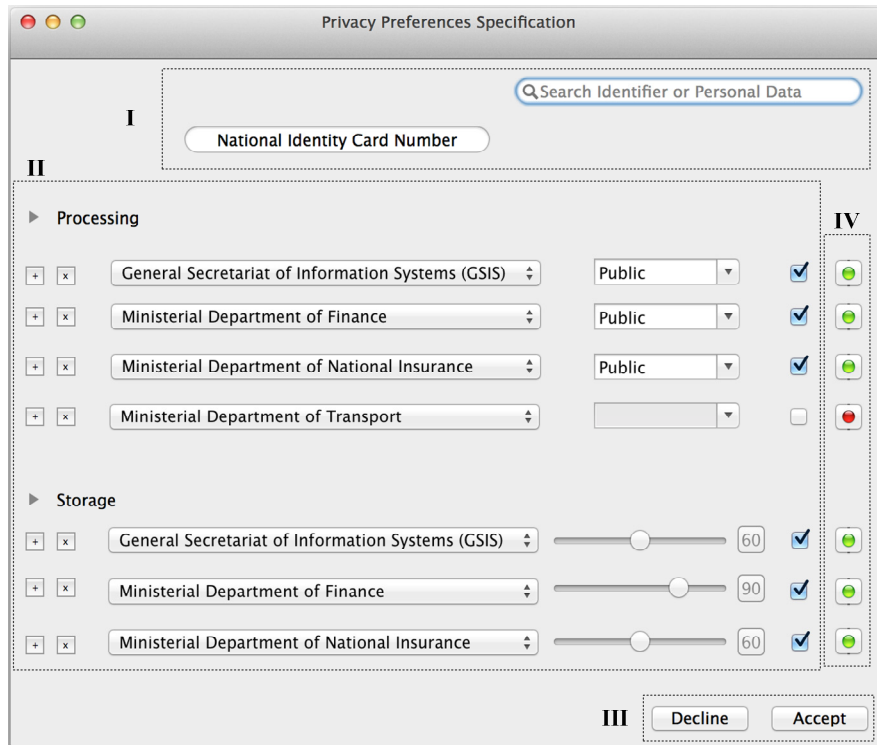 Privacy Preferences Specification
Search Identifier or Personal Data
I
National Identity Card Number
II
Processing
IV
+ x General Secretariat of Information Systems (GSIS) Public
+ x Ministerial Department of Finance Public
+ x Ministerial Department of National Insurance Public
+ x Ministerial Department of Transport
Storage
+ x General Secretariat of Information Systems (GSIS) 60
+ x Ministerial Department of Finance 90
+ x Ministerial Department of National Insurance 60
III Decline Accept